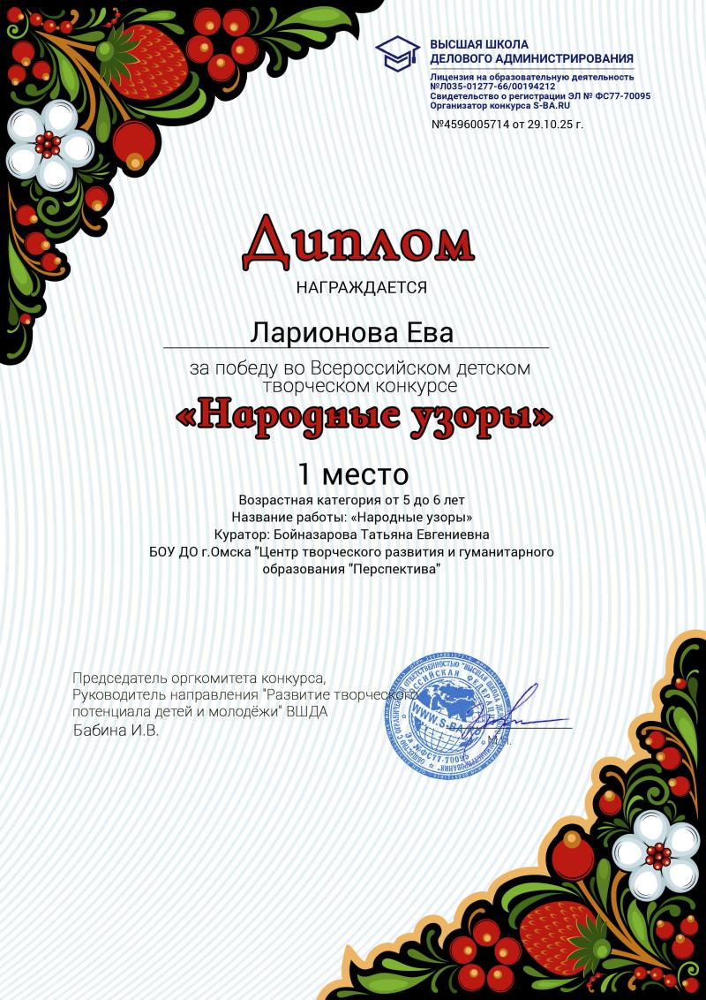 ВЫСШАЯ ШКОЛА
ДЕЛОВОГО АДМИНИСТРИРОВАНИЯ
Лицензия на образовательную деятельность
№Л035-01277-66/00194212
Свидетельство о регистрации ЭЛ № ФС77-70095
Организатор конкурса S-BA.RU
№4596005714 от 29.10.25 г.
Диплом
НАГРАЖДАЕТСЯ
Ларионова Ева
за победу во Всероссийском детском
творческом конкурсе
«Народные узоры»
1 место
Возрастная категория от 5 до 6 лет
Название работы: «Народные узоры»
Куратор: Бойназарова Татьяна Евгениевна
БОУ ДО г.Омска "Центр творческого развития и гуманитарного
образования "Перспектива"
Председатель оргкомитета конкурса,
Руководитель направления "Развитие творческого
потенциала детей и молодёжи" ВШДА
Бабина И.В.
WWW.S-BA.RU
Эл №ФС77-70095
М.П.